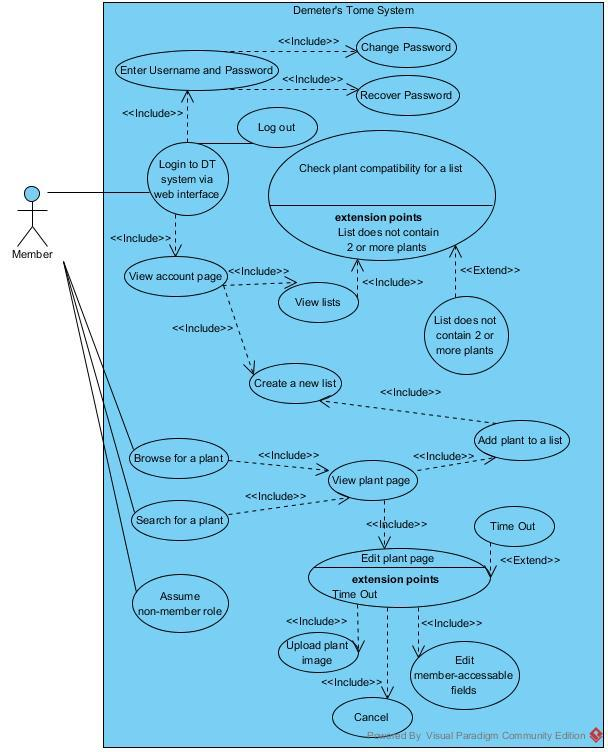 Demeter's Tome System
<<Include>>
Change Password
Enter Username and Password
<<Include>>
Recover Password
<<Include>>
Log out
Login to DT
system via
web interface
Check plant compatibility for a list
extension points
List does not contain
2 or more plants
Member
<<Include>>
View account page
<<Include>>
<<Include>>
<<Extend>>
View lists
List does not
contain 2 or
more plants
<<Include>>
Create a new list
<<Include>>
Add plant to a list
Browse for a plant
<<Include>>
<<Include>>
View plant page
<<Include>>
Search for a plant
<<Include>>
Time Out
Edit plant page
<<Extend>>
extension points
Time Out
Assume
non-member role
<<Include>>
<<Include>>
Upload plant
image
Edit
member-accessable
fields
<<Include>>
Cancel
Powered By Visual Paradigm Community Edition